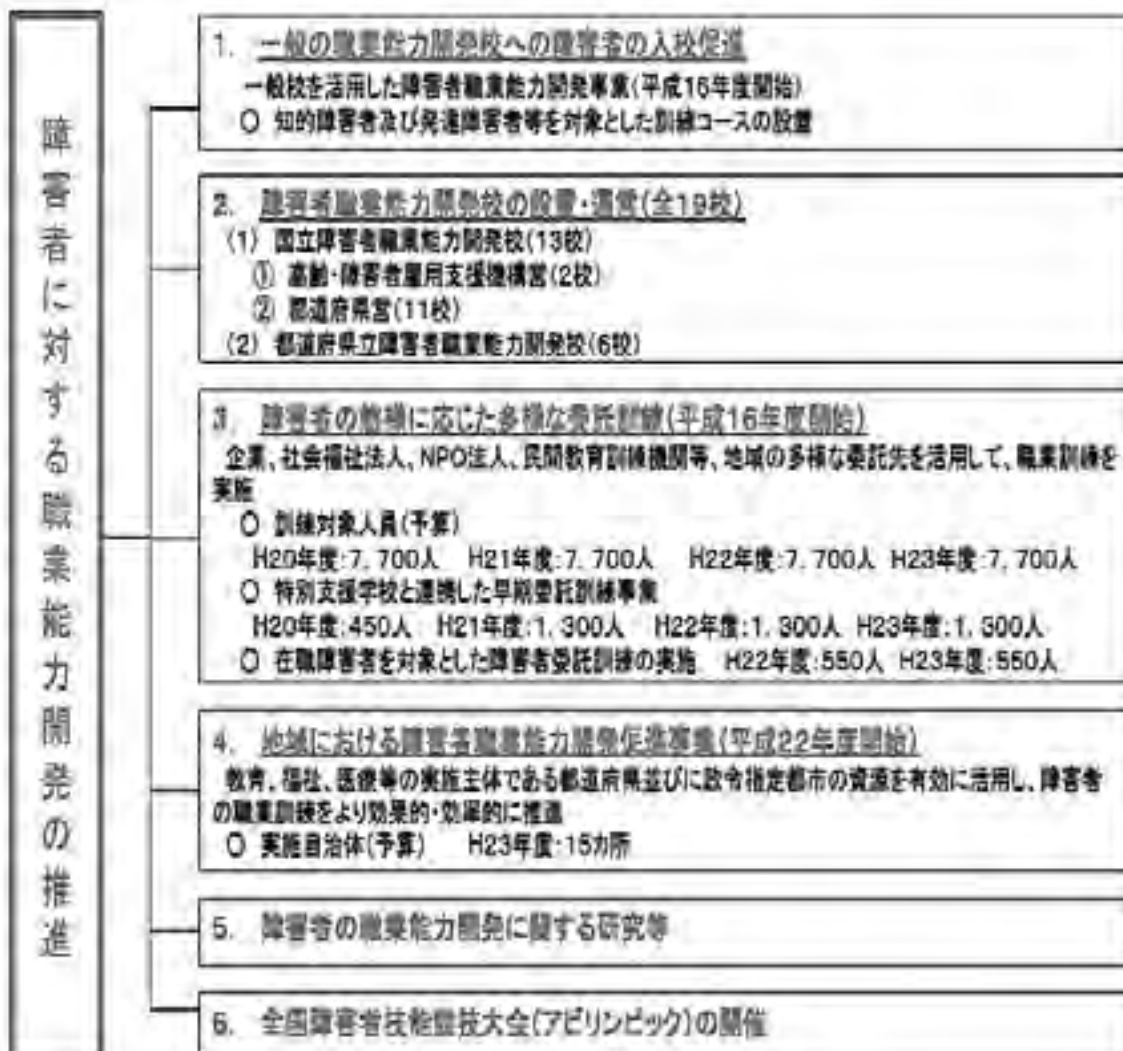 障害者に対する職業能力開発の推進
1. 一般の職業能力開発校への障害者の入校促進
一般校を活用した障害者職業能力開発事業(平成16年度開始)
○ 知的障害者及び発達障害者等を対象とした訓練コースの設置
2. 障害者職業能力開発校の設置・運営(全19校)
(1) 国立障害者職業能力開発校(13校)
① 高齢・障害者雇用支援機構営(2校)
② 都道府県営(11校)
(2) 都道府県立障害者職業能力開発校(6校)
3. 障害者の態様に応じた多様な委託訓練(平成16年度開始)
企業、社会福祉法人、NPO法人、民間教育訓練機関等、地域の多様な委託先を活用して、職業訓練を
実施
○ 訓練対象人員(予算)
H20年度:7,700人 H21年度:7,700人 H22年度:7,700人 H23年度:7,700人
○ 特別支援学校と連携した早期委託訓練事業
H20年度:450人 H21年度:1,300人 H22年度:1,300人 H23年度:1,300人
○ 在職障害者を対象とした障害者委託訓練の実施 H22年度:550人 H23年度:550人
4. 地域における障害者職業能力開発促進事業(平成22年度開始)
教育、福祉、医療等の実施主体である都道府県並びに政令指定都市の資源を有効に活用し、障害者
の職業訓練をより効果的・効率的に推進
○ 実施自治体(予算) H23年度:15カ所
5. 障害者の職業能力開発に関する研究等
6. 全国障害者技能競技大会(アビリンピック)の開催